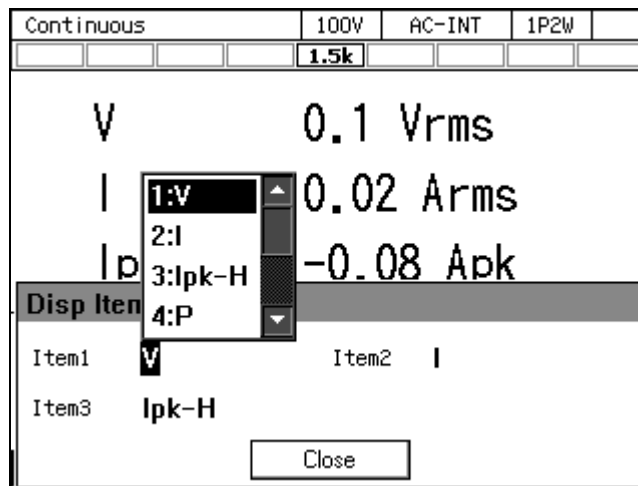 Continuous 100V AC-INT 1P2W
1.5k
V 0.1 Vrms
I 0.02 Arms
Ip -0.08 Apk
1:V
2:I
3:Ipk-H
4:P
Disp Iten
Item1 V Item2 I
Item3 Ipk-H
Close